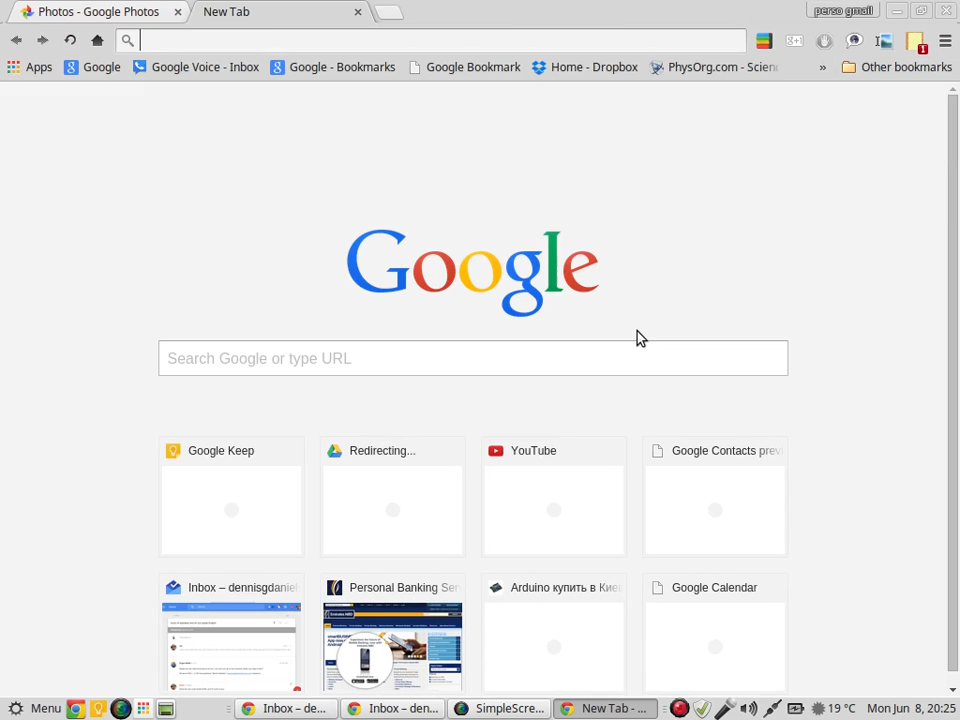 Photos - Google Photos
New Tab
perso gmail
1
Apps
Google
Google Voice - Inbox
Google - Bookmarks
Google Bookmark
Home - Dropbox
PhysOrg.com - Scien
»
Other bookmarks
Google
Search Google or type URL
Google Keep
Redirecting...
YouTube
Google Contacts prev
Inbox – dennisgdaniel
Personal Banking Ser
Arduino купить в Киев
Google Calendar
Menu
Inbox – de...
Inbox – den...
SimpleScre...
New Tab - ...
19 °C
Mon Jun 8, 20:25